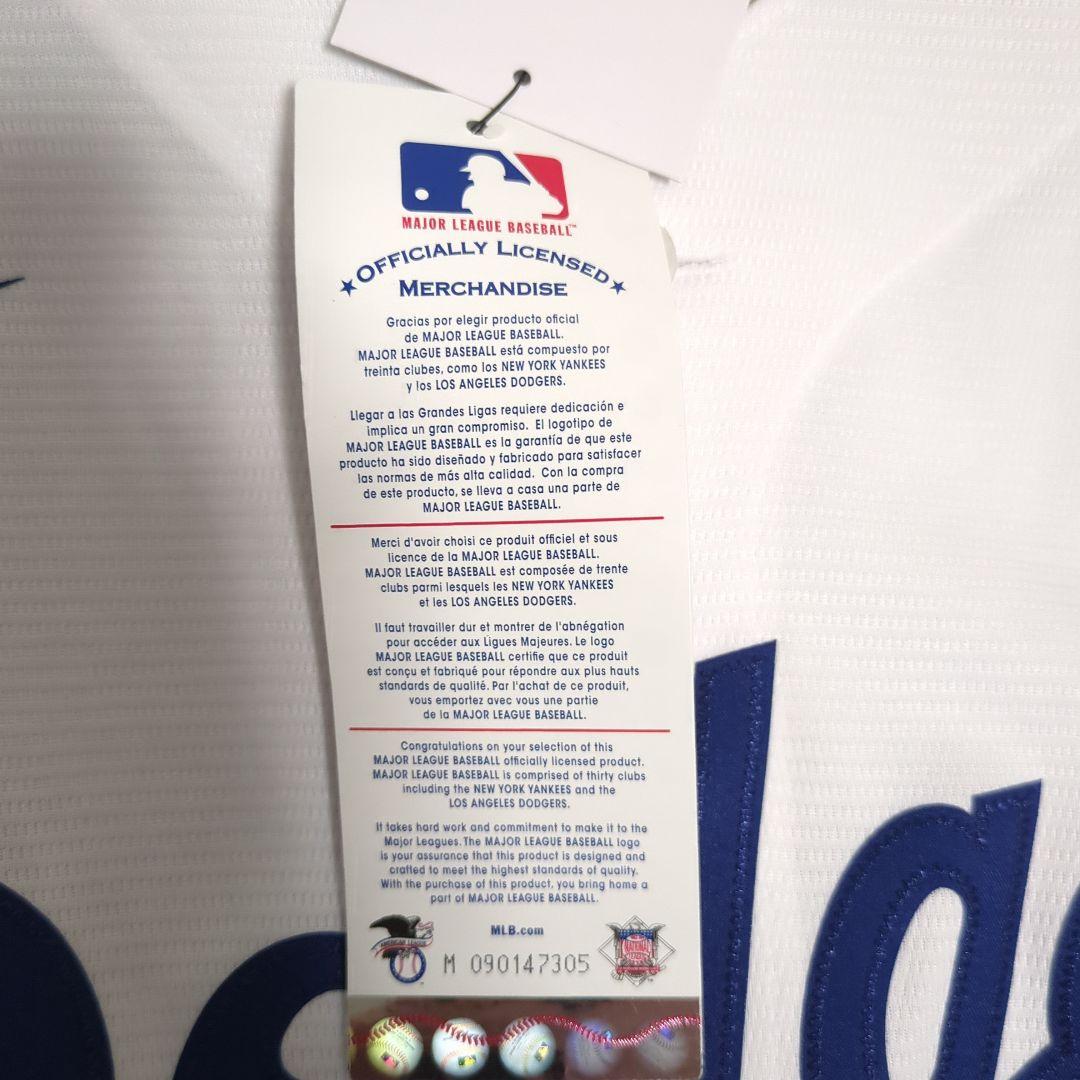 MAJOR LEAGUE BASEBALL™
★ OFFICIALLY LICENSED ★
MERCHANDISE
Gracias por elegir producto oficial
de MAJOR LEAGUE BASEBALL.
MAJOR LEAGUE BASEBALL está compuesto por
treinta clubes, como los NEW YORK YANKEES
y los LOS ANGELES DODGERS.
Llegar a las Grandes Ligas requiere dedicación e
implica un gran compromiso. El logotipo de
MAJOR LEAGUE BASEBALL es la garantía de que este
producto ha sido diseñado y fabricado para satisfacer
las normas de más alta calidad. Con la compra
de este producto, se lleva a casa una parte de
MAJOR LEAGUE BASEBALL.
Merci d'avoir choisi ce produit officiel et sous
licence de la MAJOR LEAGUE BASEBALL.
MAJOR LEAGUE BASEBALL est composée de trente
clubs parmi lesquels les NEW YORK YANKEES
et les LOS ANGELES DODGERS.
Il faut travailler dur et montrer de l'abnégation
pour accéder aux Ligues Majeures. Le logo
MAJOR LEAGUE BASEBALL certifie que ce produit
est conçu et fabriqué pour répondre aux plus hauts
standards de qualité. Par l'achat de ce produit,
vous emportez avec vous une partie
de la MAJOR LEAGUE BASEBALL.
Congratulations on your selection of this
MAJOR LEAGUE BASEBALL officially licensed product.
MAJOR LEAGUE BASEBALL is comprised of thirty clubs
including the NEW YORK YANKEES and the
LOS ANGELES DODGERS.
It takes hard work and commitment to make it to the
Major Leagues. The MAJOR LEAGUE BASEBALL logo
is your assurance that this product is designed and
crafted to meet the highest standards of quality.
With the purchase of this product, you bring home a
part of MAJOR LEAGUE BASEBALL.
MLB.com
AMERICAN LEAGUE
NATIONAL
M 090147305